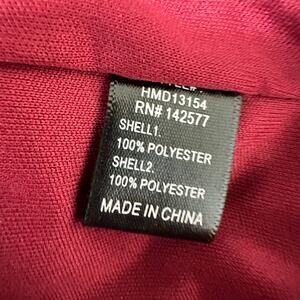 HMD13154
RN# 142577
SHELL1.
100% POLYESTER
SHELL2.
100% POLYESTER
MADE IN CHINA